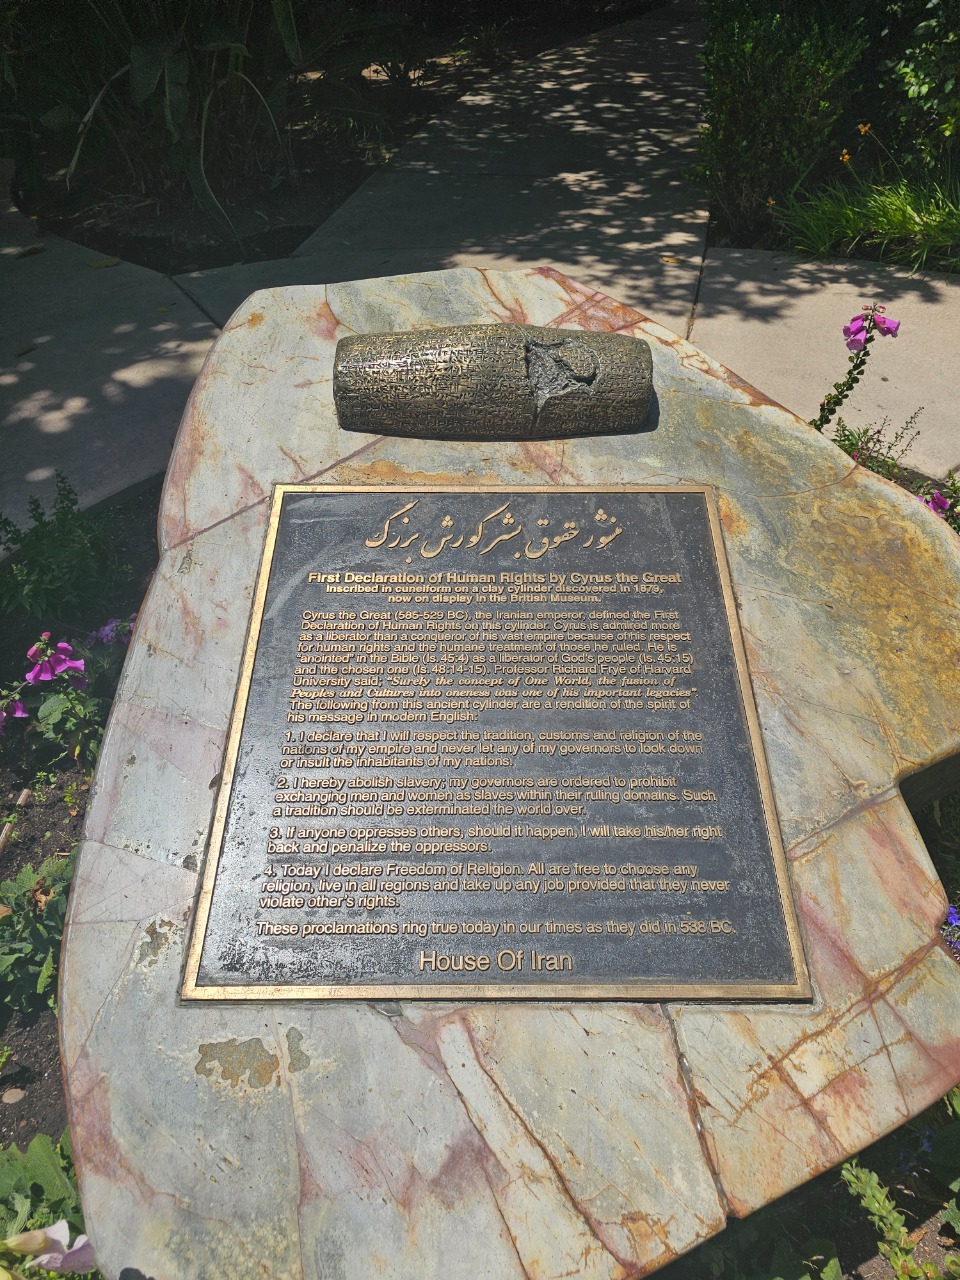 منشور حقوق بشر کورش بزرگ
First Declaration of Human Rights by Cyrus the Great
Inscribed in cuneiform on a clay cylinder discovered in 1879,
now on display in the British Museum.
Cyrus the Great (585-529 BC), the Iranian emperor, defined the First
Declaration of Human Rights on this cylinder. Cyrus is admired more
as a liberator than a conqueror of his vast empire because of his respect
for human rights and the humane treatment of those he ruled. He is
"anointed" in the Bible (Is. 45:4) as a liberator of God's people (Is. 45:15)
and the chosen one (Is. 48:14-15). Professor Richard Frye of Harvard
University said; "Surely the concept of One World, the fusion of
Peoples and Cultures into oneness was one of his important legacies".
The following from this ancient cylinder are a rendition of the spirit of
his message in modern English:
1. I declare that I will respect the tradition, customs and religion of the
nations of my empire and never let any of my governors to look down
or insult the inhabitants of my nations.
2. I hereby abolish slavery; my governors are ordered to prohibit
exchanging men and women as slaves within their ruling domains. Such
a tradition should be exterminated the world over.
3. If anyone oppresses others, should it happen, I will take his/her right
back and penalize the oppressors.
4. Today I declare Freedom of Religion. All are free to choose any
religion, live in all regions and take up any job provided that they never
violate other's rights.
These proclamations ring true today in our times as they did in 538 BC.
House Of Iran